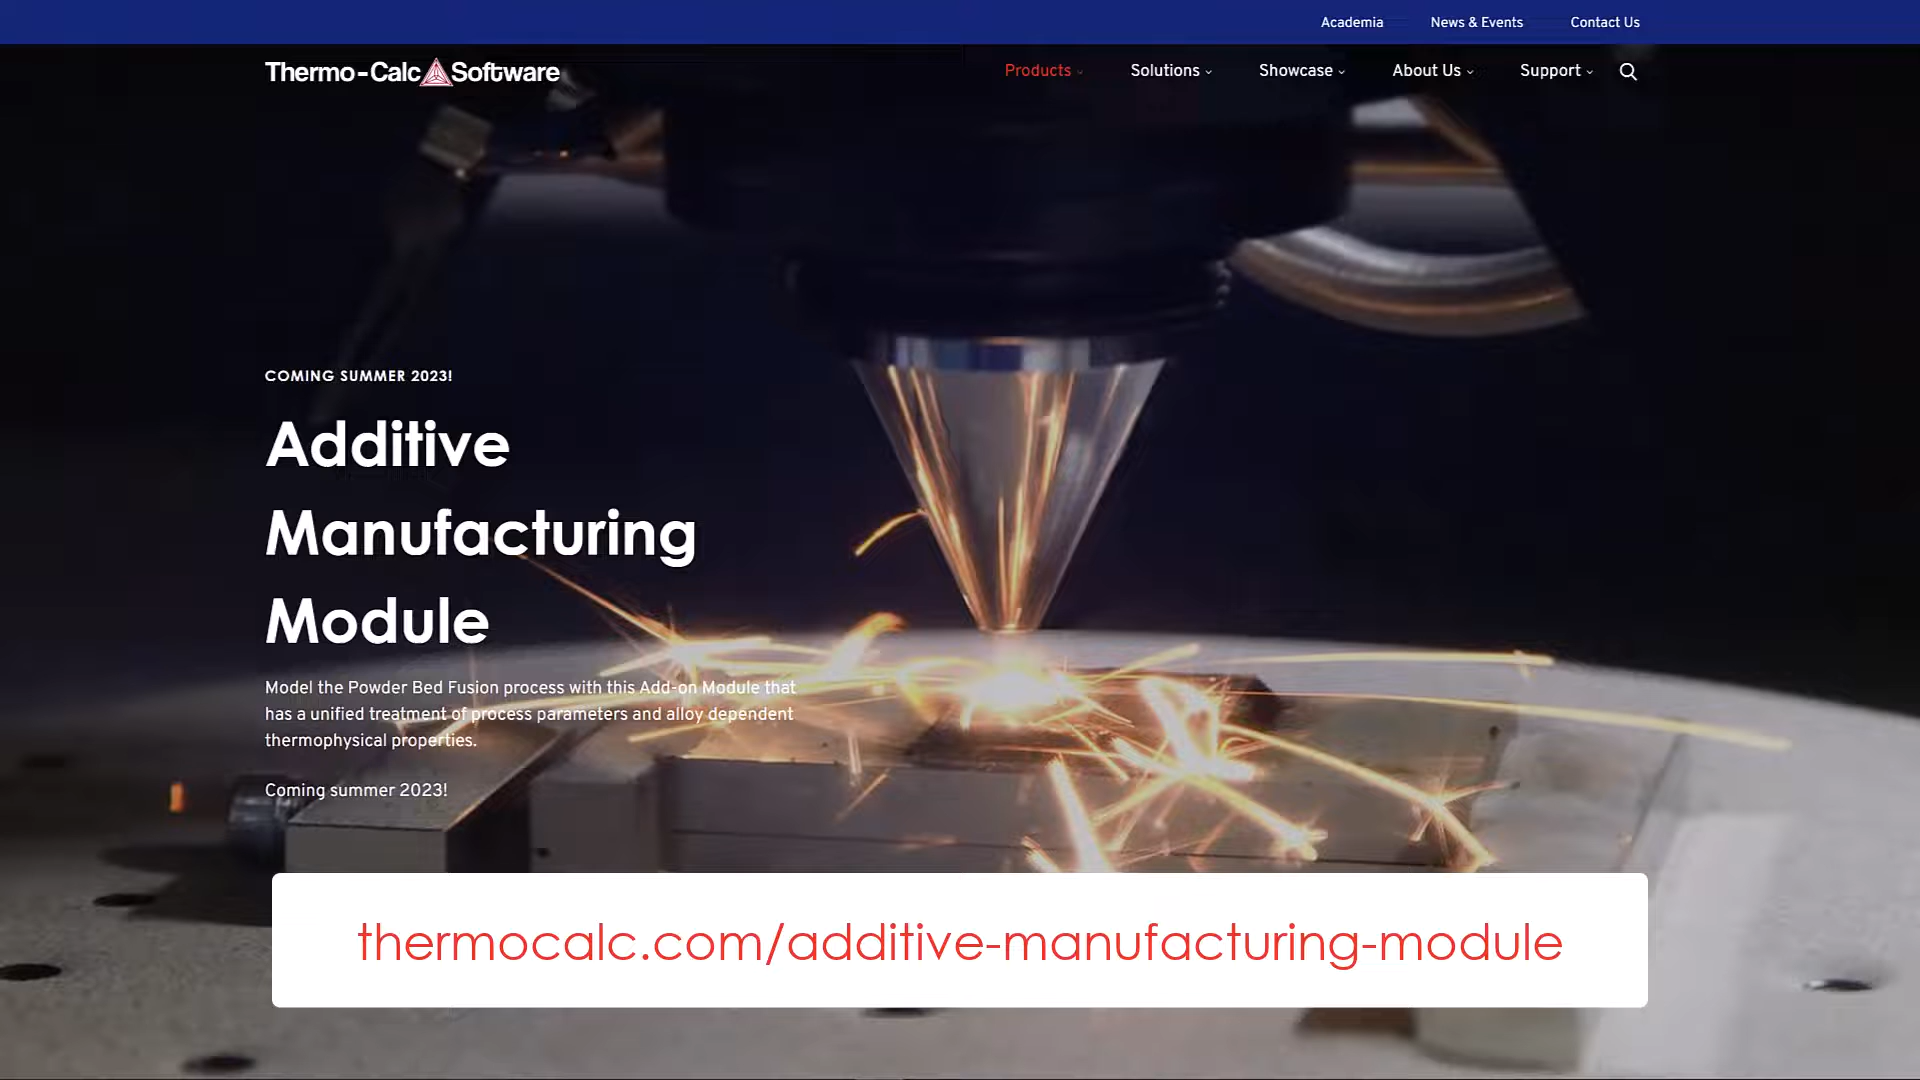 Academia News & Events Contact Us
Thermo-Calc Software Products Solutions Showcase About Us Support
COMING SUMMER 2023!
Additive
Manufacturing
Module
Model the Powder Bed Fusion process with this Add-on Module that
has a unified treatment of process parameters and alloy dependent
thermophysical properties.
Coming summer 2023!
thermocalc.com/additive-manufacturing-module